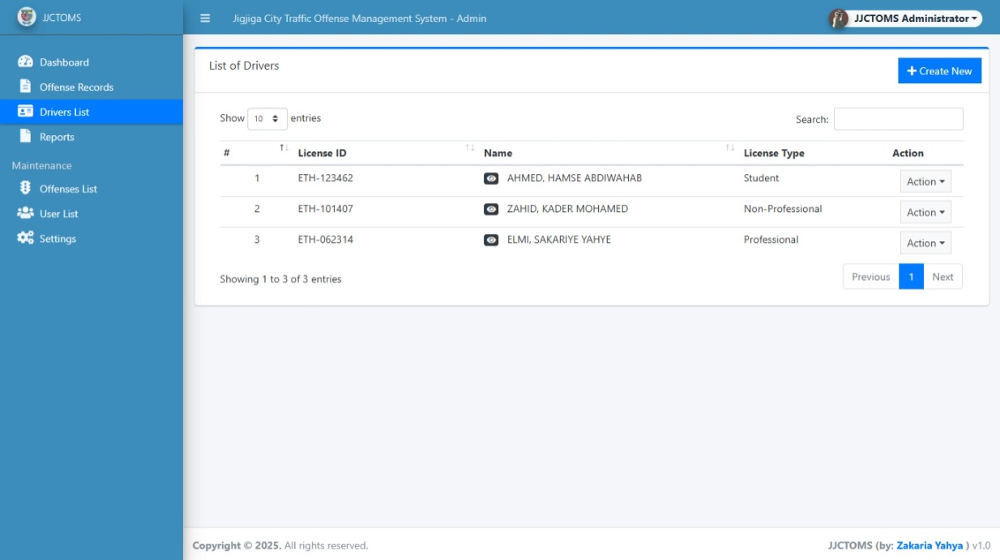 JJCTOMS
Jigjiga City Traffic Offense Management System - Admin
JJCTOMS Administrator
Dashboard
Offense Records
Drivers List
Reports
Maintenance
Offenses List
User List
Settings
List of Drivers
Create New
Show 10 entries
Search:
# License ID Name License Type Action
1 ETH-123462 AHMED, HAMSE ABDIWAHAB Student Action
2 ETH-101407 ZAHID, KADER MOHAMED Non-Professional Action
3 ETH-062314 ELMI, SAKARIYE YAHYE Professional Action
Showing 1 to 3 of 3 entries
Previous 1 Next
Copyright © 2025. All rights reserved.
JJCTOMS (by: Zakaria Yahya ) v1.0